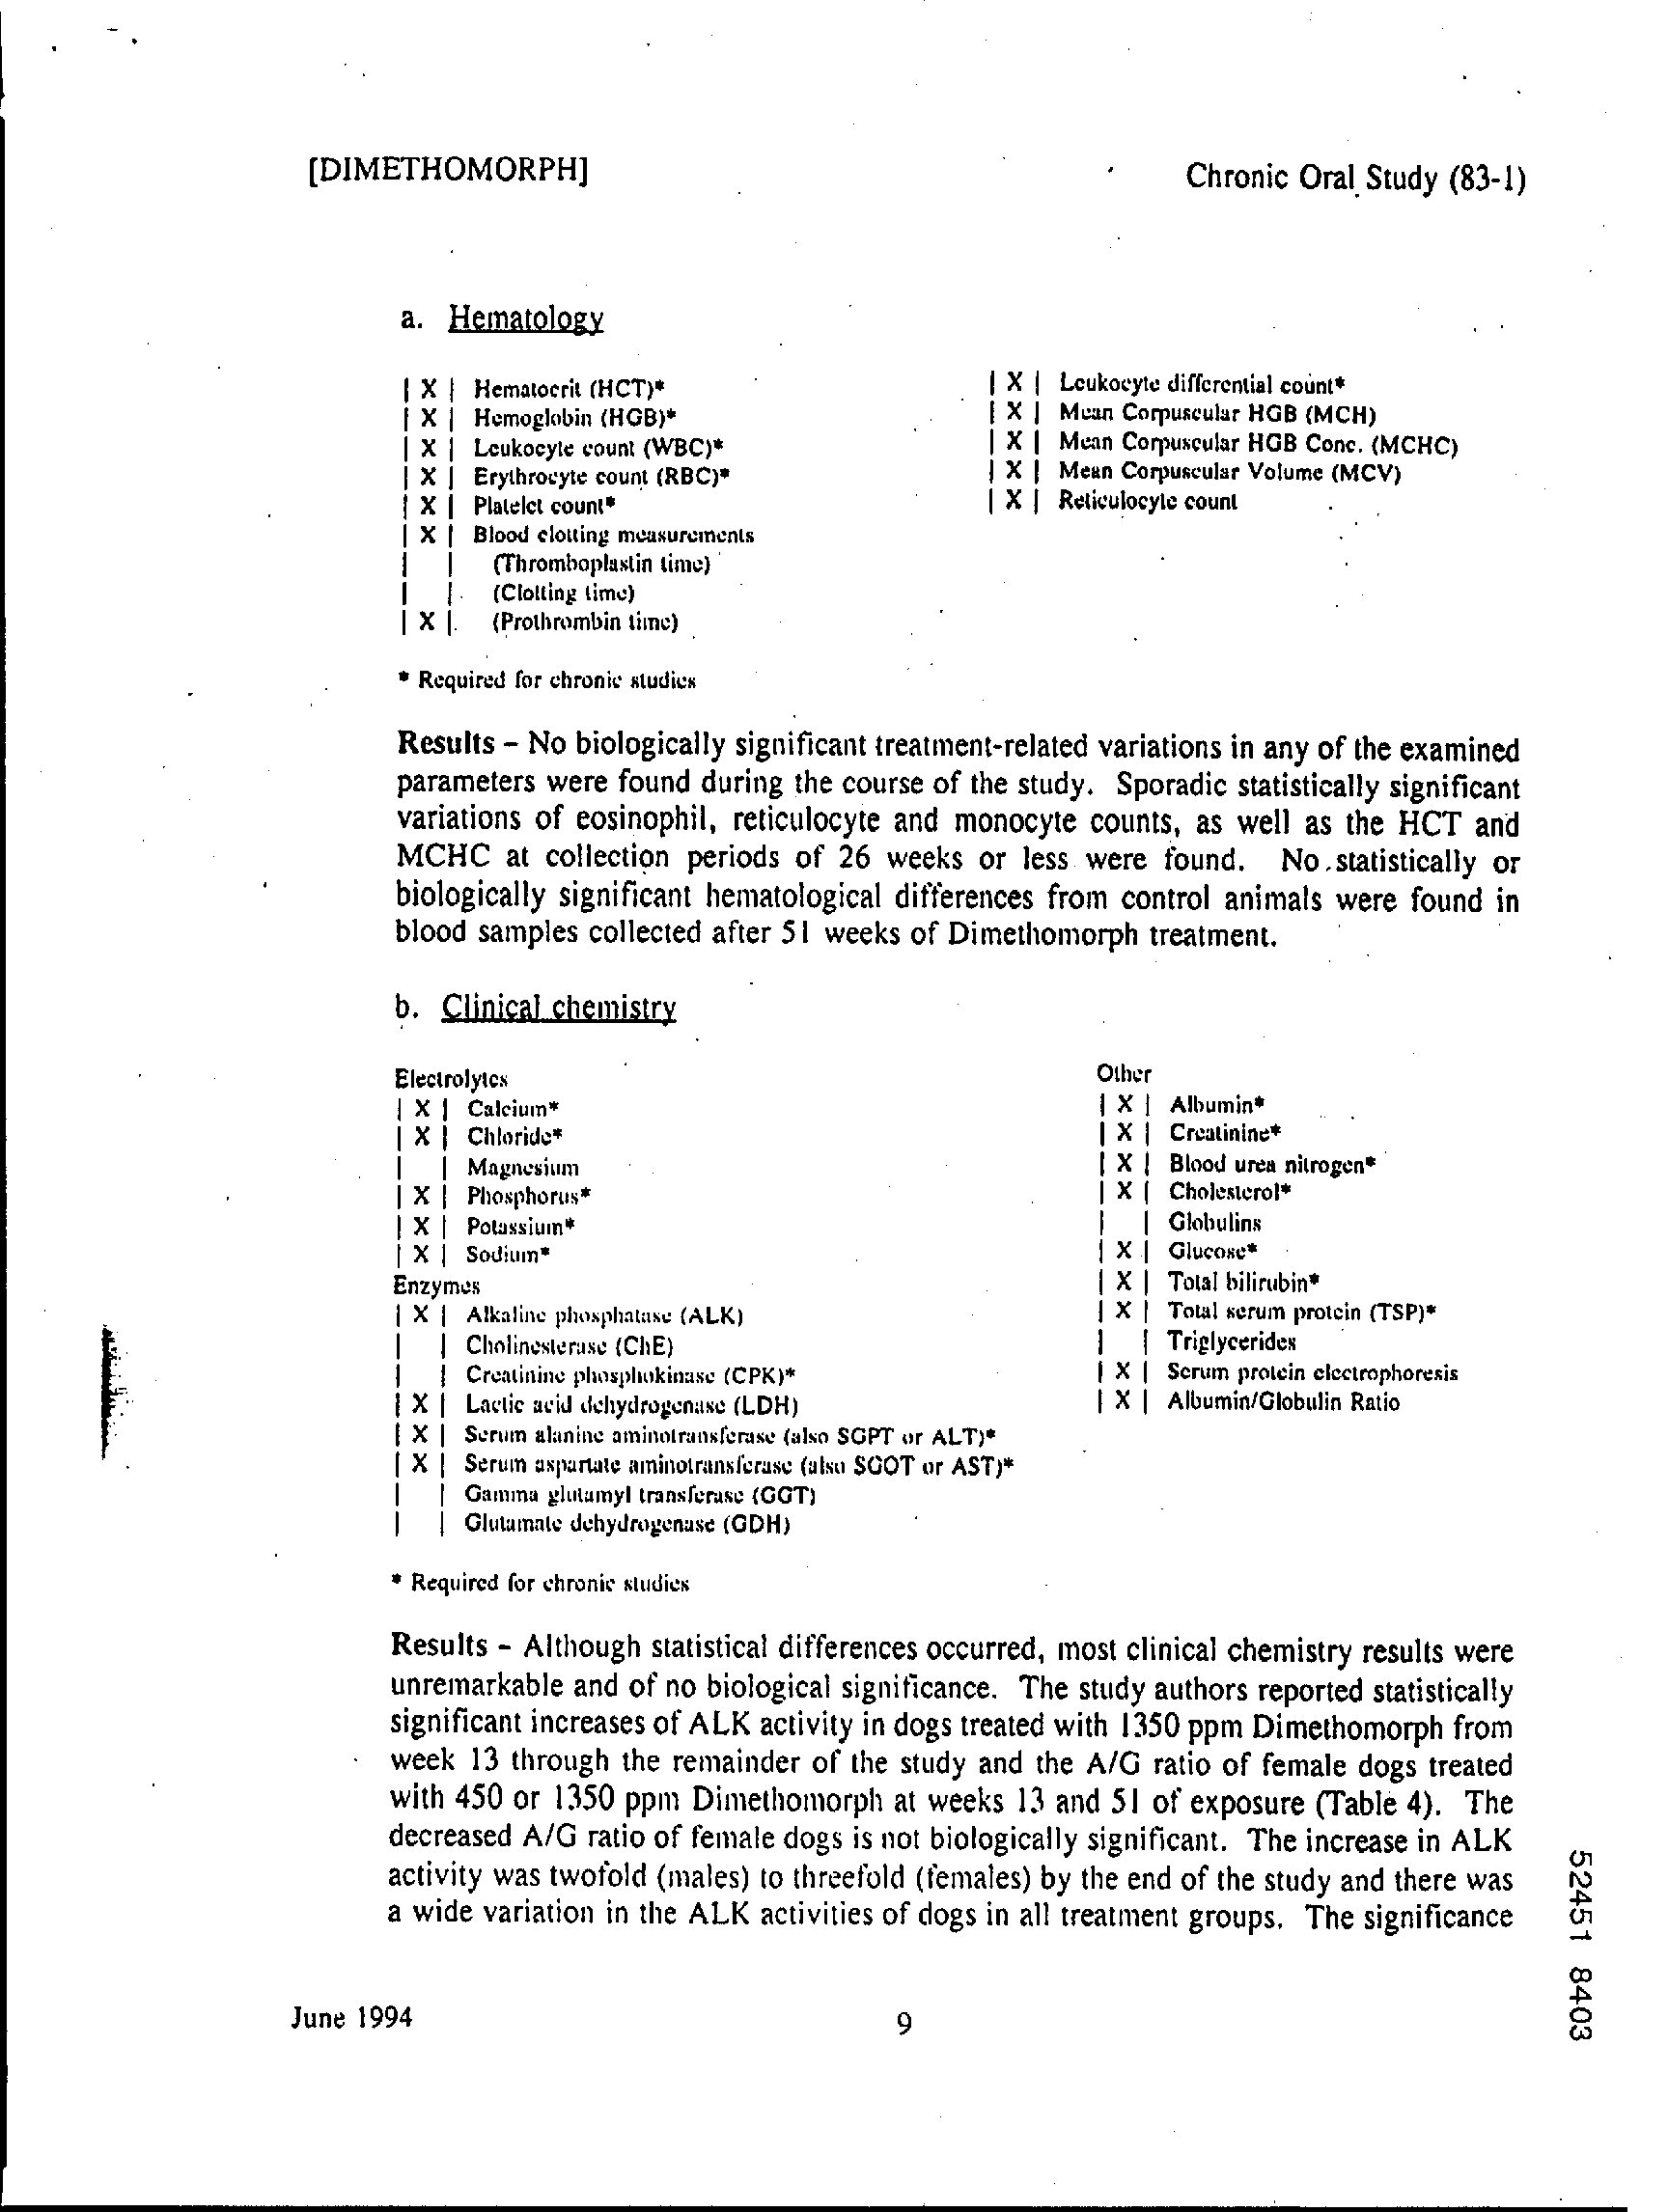 [DIMETHOMORPH]
Chronic Oral Study (83-1)
a. Hematology
| X | Hematocrit (HCT)*
| X | Hemoglobin (HGB)*
| X | Leukocyte count (WBC)*
| X | Erythrocyte count (RBC)*
| X | Platelet count*
| X | Blood clotting measurements
| | (Thromboplastin time)
| | (Clotting time)
| X | (Prothrombin time)
| X | Leukocyte differential count*
| X | Mean Corpuscular HGB (MCH)
| X | Mean Corpuscular HGB Conc. (MCHC)
| X | Mean Corpuscular Volume (MCV)
| X | Reticulocyte count
* Required for chronic studies
Results – No biologically significant treatment-related variations in any of the examined
parameters were found during the course of the study. Sporadic statistically significant
variations of eosinophil, reticulocyte and monocyte counts, as well as the HCT and
MCHC at collection periods of 26 weeks or less were found. No statistically or
biologically significant hematological differences from control animals were found in
blood samples collected after 51 weeks of Dimethomorph treatment.
b. Clinical chemistry
Electrolytes
| X | Calcium*
| X | Chloride*
| | Magnesium
| X | Phosphorus*
| X | Potassium*
| X | Sodium*
Enzymes
| X | Alkaline phosphatase (ALK)
| | Cholinesterase (ChE)
| | Creatinine phosphokinase (CPK)*
| X | Lactic acid dehydrogenase (LDH)
| X | Serum alanine aminotransferase (also SGPT or ALT)*
| X | Serum aspartate aminotransferase (also SGOT or AST)*
| | Gamma glutamyl transferase (GGT)
| | Glutamate dehydrogenase (GDH)
Other
| X | Albumin*
| X | Creatinine*
| X | Blood urea nitrogen*
| X | Cholesterol*
| | Globulins
| X | Glucose*
| X | Total bilirubin*
| X | Total serum protein (TSP)*
| | Triglycerides
| X | Serum protein electrophoresis
| X | Albumin/Globulin Ratio
* Required for chronic studies
Results – Although statistical differences occurred, most clinical chemistry results were
unremarkable and of no biological significance. The study authors reported statistically
significant increases of ALK activity in dogs treated with 1350 ppm Dimethomorph from
week 13 through the remainder of the study and the A/G ratio of female dogs treated
with 450 or 1350 ppm Dimethomorph at weeks 13 and 51 of exposure (Table 4). The
decreased A/G ratio of female dogs is not biologically significant. The increase in ALK
activity was twofold (males) to threefold (females) by the end of the study and there was
a wide variation in the ALK activities of dogs in all treatment groups. The significance
June 1994
9
52451 8403